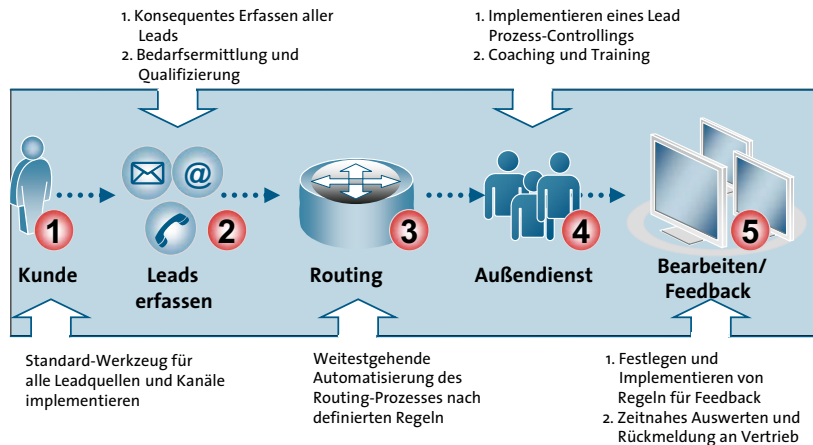 1. Konsequentes Erfassen aller
Leads
2. Bedarfsermittlung und
Qualifizierung
1. Implementieren eines Lead
Prozess-Controllings
2. Coaching und Training
@
1
2
3
4
5
Kunde
Leads
erfassen
Routing
Außendienst
Bearbeiten/
Feedback
Standard-Werkzeug für
alle Leadquellen und Kanäle
implementieren
Weitestgehende
Automatisierung des
Routing-Prozesses nach
definierten Regeln
1. Festlegen und
Implementieren von
Regeln für Feedback
2. Zeitnahes Auswerten und
Rückmeldung an Vertrieb